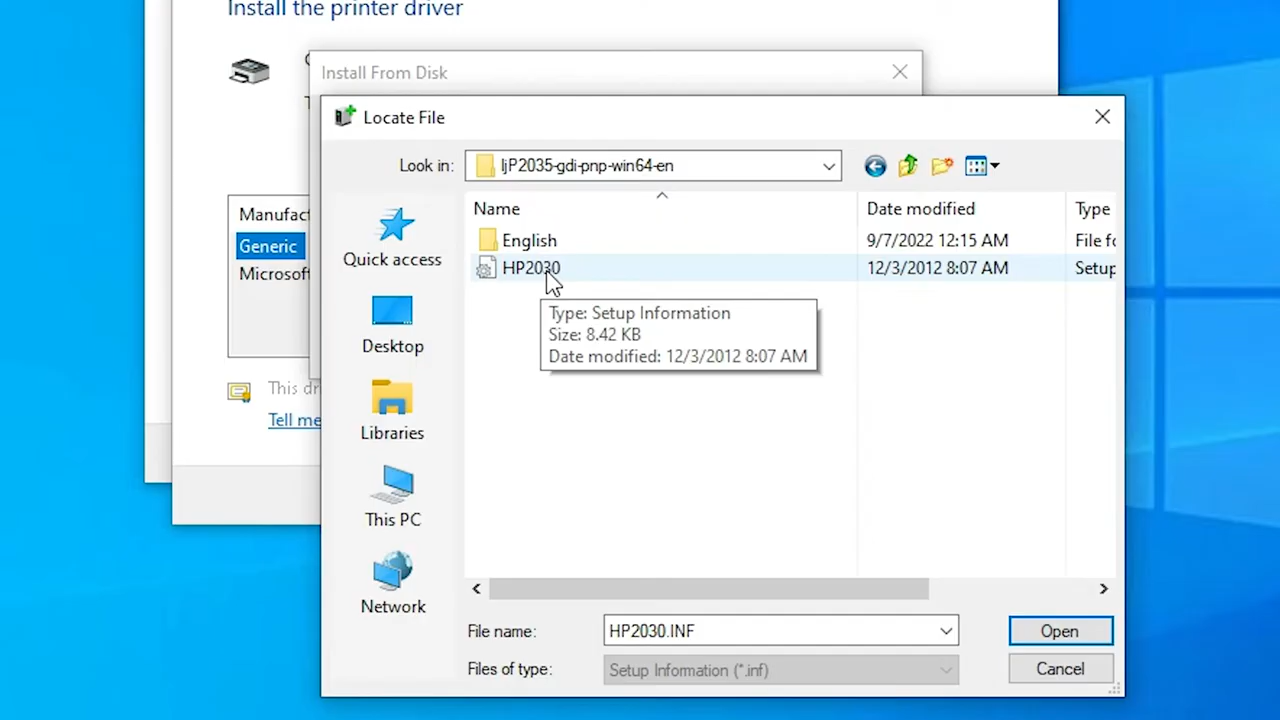 Install the printer driver
Install From Disk
Locate File
Look in:
ljP2035-gdi-pnp-win64-en
Name
Date modified
Type
English
9/7/2022 12:15 AM
File fo
HP2030
12/3/2012 8:07 AM
Setup
Type: Setup Information
Size: 8.42 KB
Date modified: 12/3/2012 8:07 AM
Quick access
Desktop
Libraries
This PC
Network
Manufact
Generic
Microsoft
This dr
Tell me
File name:
HP2030.INF
Open
Files of type:
Setup Information (*.inf)
Cancel